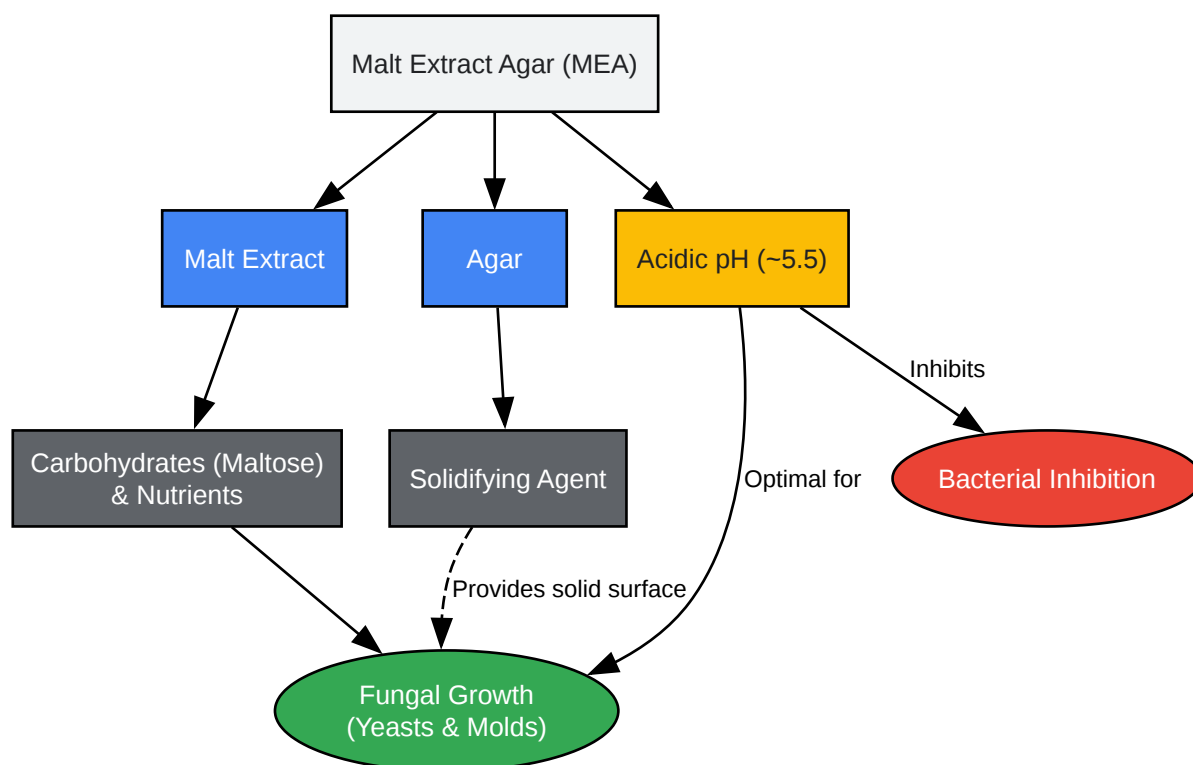 Malt Extract Agar (MEA)
Malt Extract
Agar
Acidic pH (~5.5)
Inhibits
Carbohydrates (Maltose)
& Nutrients
Solidifying Agent
Optimal for
Bacterial Inhibition
Provides solid surface
Fungal Growth
(Yeasts & Molds)